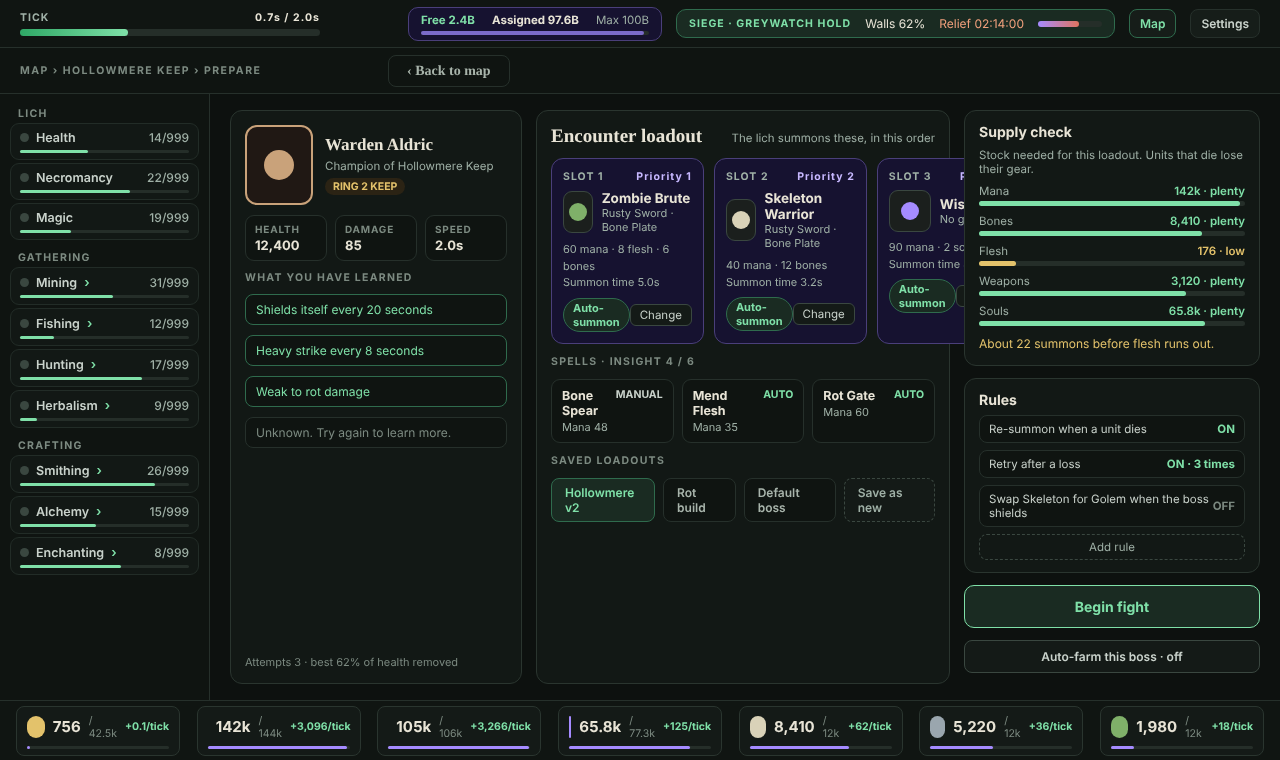 TICK
0.7s / 2.0s
Free 2.4B Assigned 97.6B Max 100B
SIEGE · GREYWATCH HOLD Walls 62% Relief 02:14:00
Map
Settings
MAP › HOLLOWMERE KEEP › PREPARE
‹ Back to map
LICH
Health 14/999
Necromancy 22/999
Magic 19/999
GATHERING
Mining › 31/999
Fishing › 12/999
Hunting › 17/999
Herbalism › 9/999
CRAFTING
Smithing › 26/999
Alchemy › 15/999
Enchanting › 8/999
Warden Aldric
Champion of Hollowmere Keep
RING 2 KEEP
HEALTH
12,400
DAMAGE
85
SPEED
2.0s
WHAT YOU HAVE LEARNED
Shields itself every 20 seconds
Heavy strike every 8 seconds
Weak to rot damage
Unknown. Try again to learn more.
Attempts 3 · best 62% of health removed
Encounter loadout
The lich summons these, in this order
SLOT 1 Priority 1
Zombie Brute
Rusty Sword ·
Bone Plate
60 mana · 8 flesh · 6
bones
Summon time 5.0s
Auto-
summon
Change
SLOT 2 Priority 2
Skeleton
Warrior
Rusty Sword ·
Bone Plate
40 mana · 12 bones
Summon time 3.2s
Auto-
summon
Change
SLOT 3
90 mana · 2
Summon time
Auto-
summon
SPELLS · INSIGHT 4 / 6
Bone
Spear
MANUAL
Mana 48
Mend
Flesh
AUTO
Mana 35
Rot Gate
AUTO
Mana 60
SAVED LOADOUTS
Hollowmere
v2
Rot
build
Default
boss
Save as
new
Supply check
Stock needed for this loadout. Units that die lose
their gear.
Mana 142k · plenty
Bones 8,410 · plenty
Flesh 176 · low
Weapons 3,120 · plenty
Souls 65.8k · plenty
About 22 summons before flesh runs out.
Rules
Re-summon when a unit dies ON
Retry after a loss ON · 3 times
Swap Skeleton for Golem when the boss
shields
OFF
Add rule
Begin fight
Auto-farm this boss · off
756 / 42.5k +0.1/tick
142k / 144k +3,096/tick
105k / 106k +3,266/tick
65.8k / 77.3k +125/tick
8,410 / 12k +62/tick
5,220 / 12k +36/tick
1,980 / 12k +18/tick